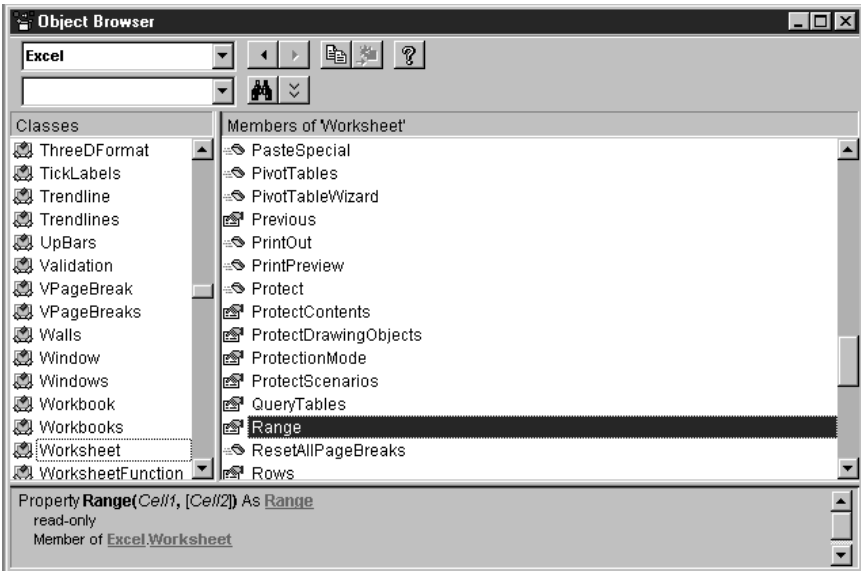 Object Browser
Excel
Classes
Members of 'Worksheet'
ThreeDFormat
TickLabels
Trendline
Trendlines
UpBars
Validation
VPageBreak
VPageBreaks
Walls
Window
Windows
Workbook
Workbooks
Worksheet
WorksheetFunction
PasteSpecial
PivotTables
PivotTableWizard
Previous
PrintOut
PrintPreview
Protect
ProtectContents
ProtectDrawingObjects
ProtectionMode
ProtectScenarios
QueryTables
Range
ResetAllPageBreaks
Rows
Property Range(Cell1, [Cell2]) As Range
read-only
Member of Excel.Worksheet